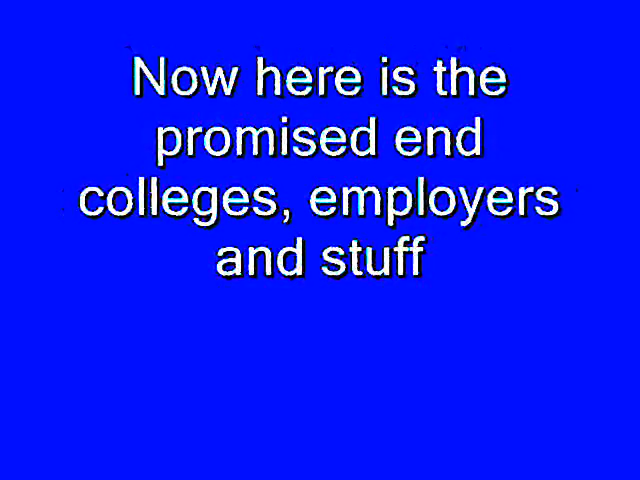 Now here is the
promised end
colleges, employers
and stuff